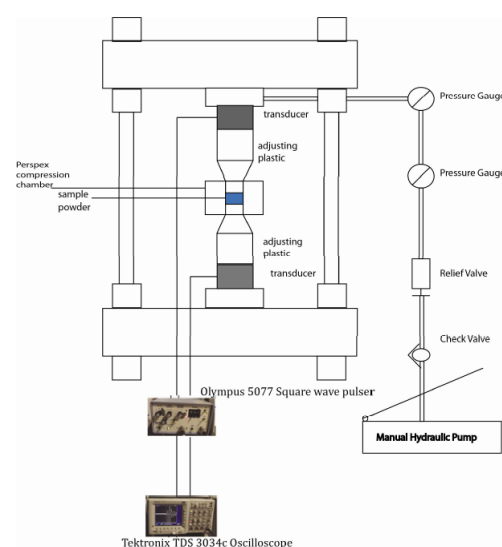 Pressure Gauge
transducer
adjusting
plastic
Perspex
compression
chamber
sample
powder
Pressure Gauge
adjusting
plastic
transducer
Relief Valve
Check Valve
Olympus 5077 Square wave pulser
Manual Hydraulic Pump
Tektronix TDS 3034c Oscilloscope